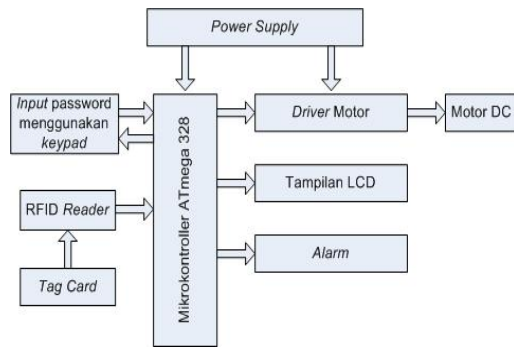 Power Supply
Input password
menggunakan
keypad
Mikrokontroller ATmega 328
Driver Motor
Motor DC
Tampilan LCD
RFID Reader
Alarm
Tag Card